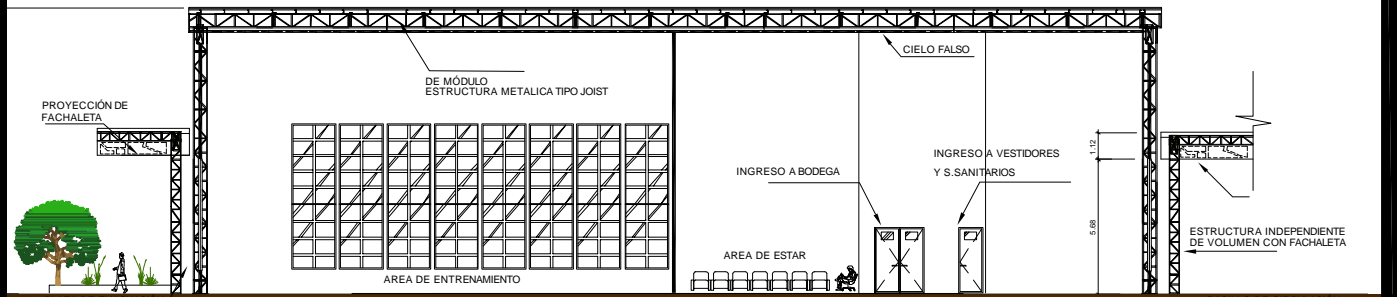 CIELO FALSO
DE MÓDULO
ESTRUCTURA METALICA TIPO JOIST
PROYECCIÓN DE
FACHALETA
1.12
INGRESO A VESTIDORES
Y S.SANITARIOS
INGRESO A BODEGA
5.68
ESTRUCTURA INDEPENDIENTE
DE VOLUMEN CON FACHALETA
AREA DE ESTAR
AREA DE ENTRENAMIENTO